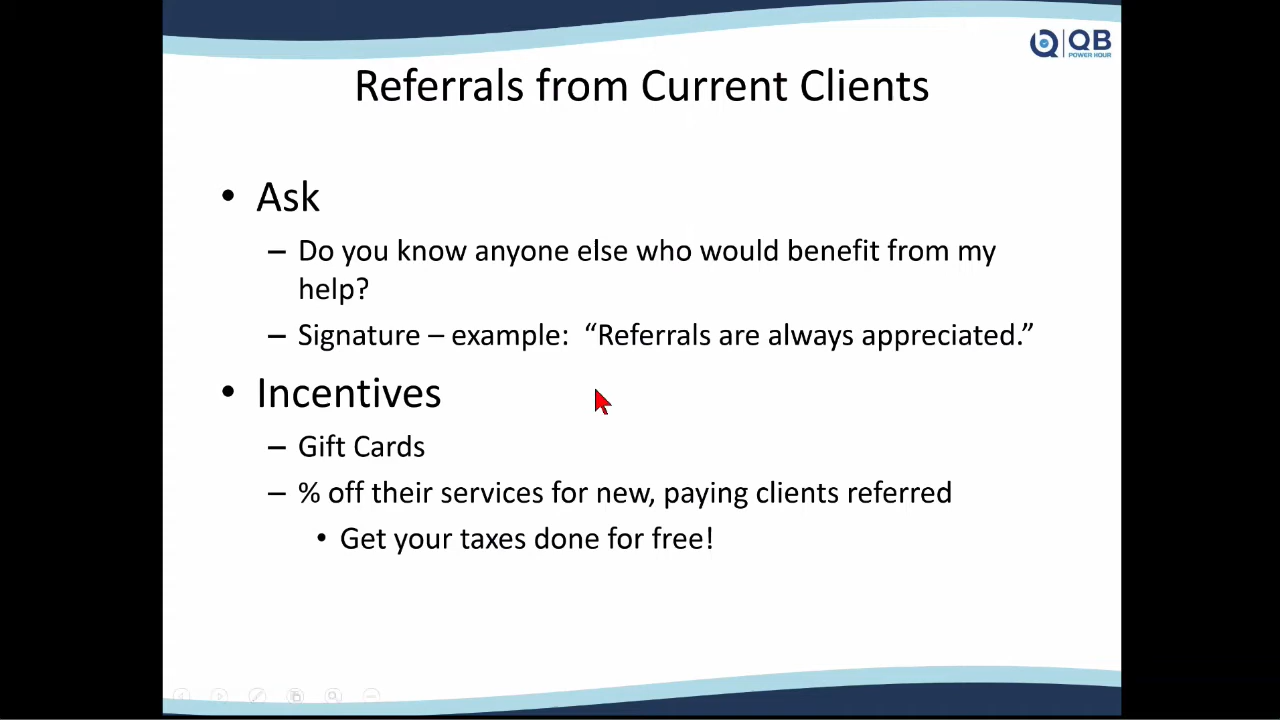 QB
POWER HOUR
Referrals from Current Clients
• Ask
– Do you know anyone else who would benefit from my
help?
– Signature – example:  “Referrals are always appreciated.”
• Incentives
– Gift Cards
– % off their services for new, paying clients referred
• Get your taxes done for free!